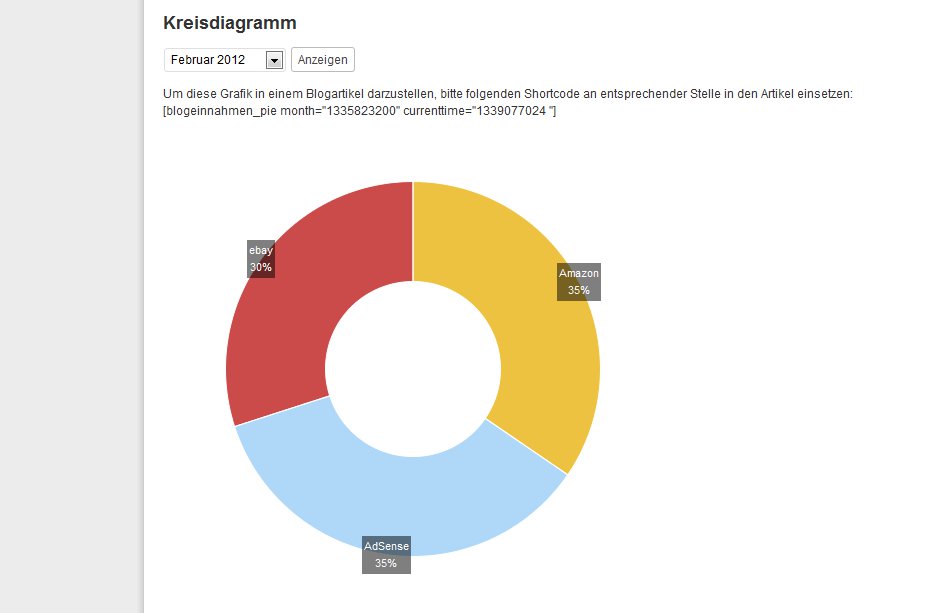 Kreisdiagramm
Februar 2012
Anzeigen
Um diese Grafik in einem Blogartikel darzustellen, bitte folgenden Shortcode an entsprechender Stelle in den Artikel einsetzen:
[blogeinnahmen_pie month="1335823200" currenttime="1339077024 "]
ebay
30%
Amazon
35%
AdSense
35%